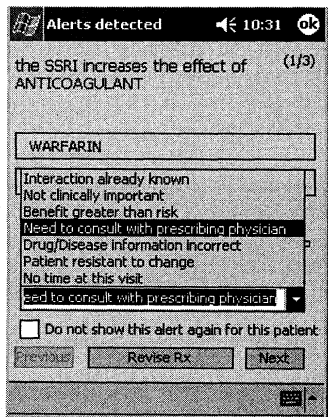 Alerts detected 10:31 ok
the SSRI increases the effect of (1/3)
ANTICOAGULANT
WARFARIN
Interaction already known
Not clinically important
Benefit greater than risk
Need to consult with prescribing physician
Drug/Disease information incorrect
Patient resistant to change
No time at this visit
eed to consult with prescribing physician
Do not show this alert again for this patient
Previous Revise Rx Next